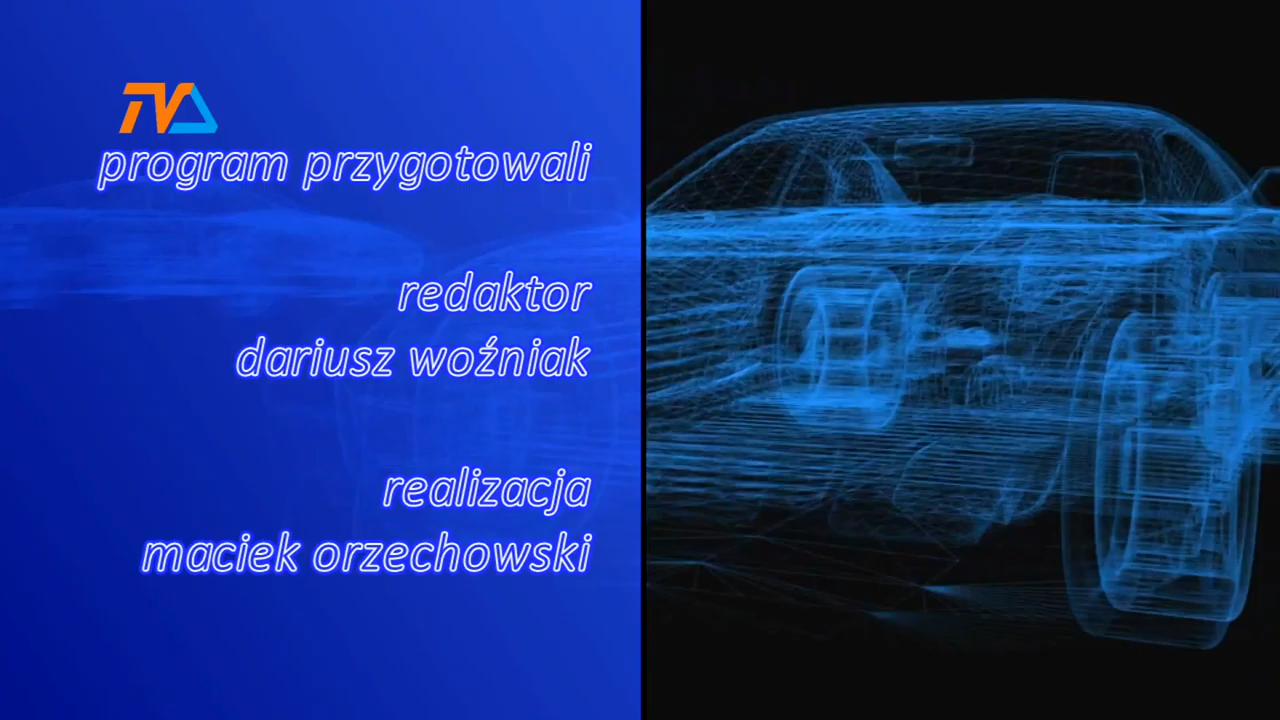 TVA
program przygotowali
redaktor
dariusz woźniak
realizacja
maciek orzechowski